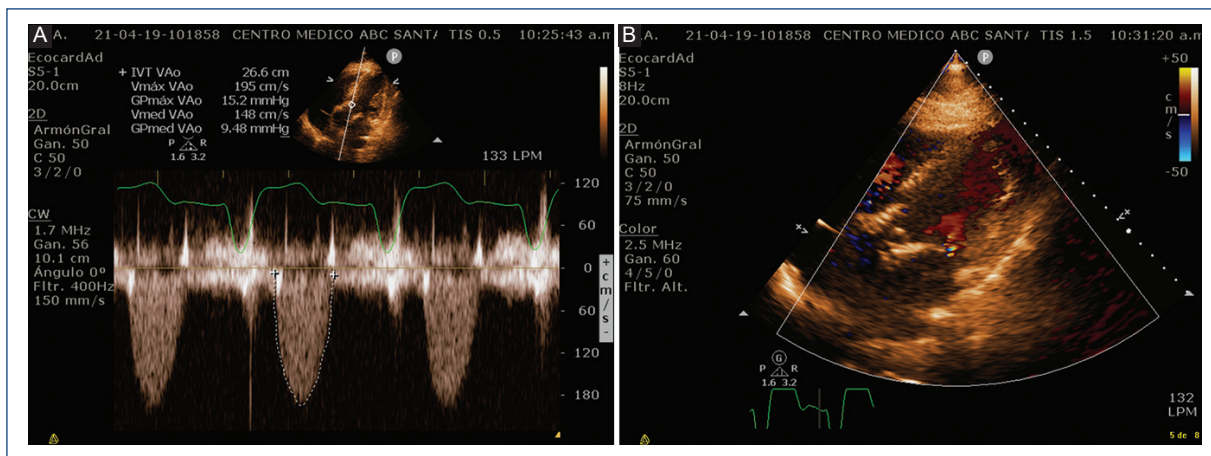 A
21-04-19-101858 CENTRO MEDICO ABC SANTA TIS 0.5 10:25:43 a.m
EcocardAd
S5-1
20.0cm
2D
ArmónGral
Gan. 50
C 50
3/2/0
CW
1.7 MHz
Gan. 56
10.1 cm
Ángulo 0°
Fltr. 400Hz
150 mm/s
+ IVT VAo 26.6 cm
Vmáx VAo 195 cm/s
GPmáx VAo 15.2 mmHg
Vmed VAo 148 cm/s
GPmed VAo 9.48 mmHg
P R
1.6 3.2
P
133 LPM
120
60
0
+cm/s-
60
120
180
B
.A. 21-04-19-101858 CENTRO MEDICO ABC SANTA TIS 1.5 10:31:20 a.m
EcocardAd
S5-1
8Hz
20.0cm
2D
ArmónGral
Gan. 50
C 50
3/2/0
75 mm/s
Color
2.5 MHz
Gan. 60
4/5/0
Fltr. Alt.
P
+50
cm/s
-50
x
x
G
P R
1.6 3.2
132
LPM
5 de 8